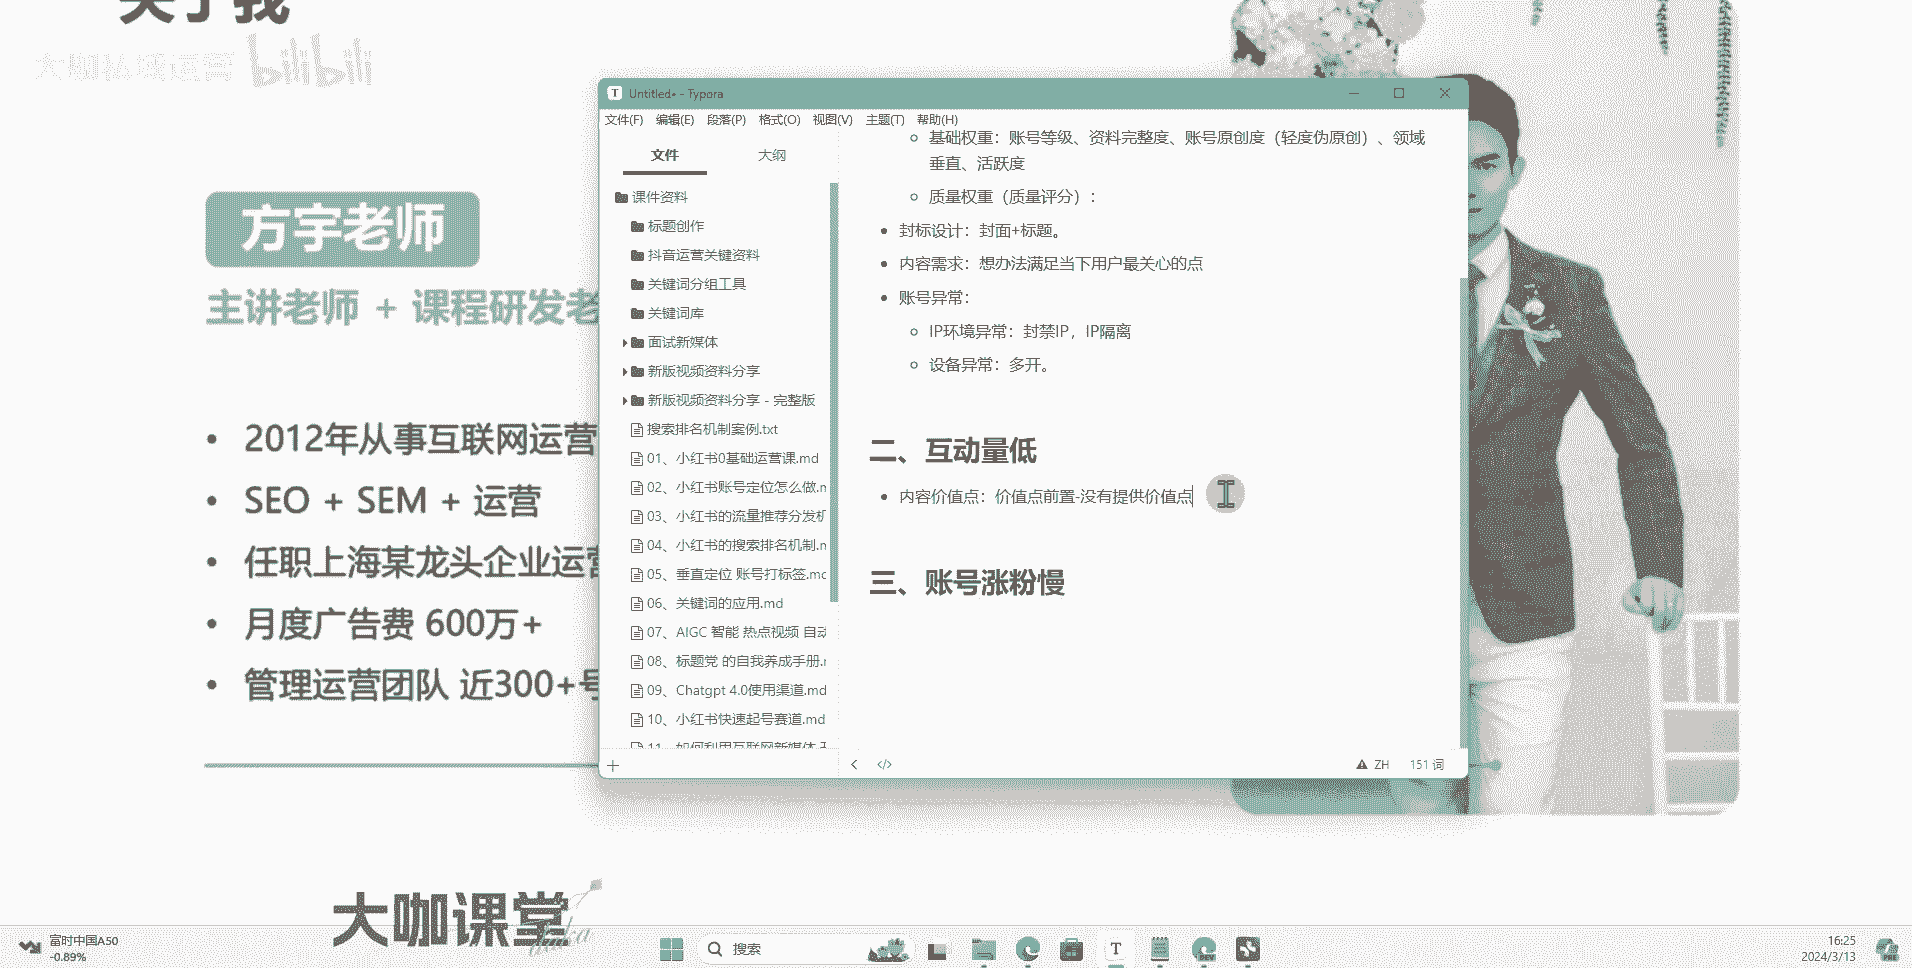 关于我
大咖私域运营 bilibili
方宇老师
主讲老师 + 课程研发老
2012年从事互联网运营
SEO + SEM + 运营
任职上海某龙头企业运营
月度广告费 600万+
管理运营团队 近300+号
大咖课堂
Untitled• - Typora
文件(F) 编辑(E) 段落(P) 格式(O) 视图(V) 主题(T) 帮助(H)
文件 大纲
课件资料
标题创作
抖音运营关键资料
关键词分组工具
关键词库
面试新媒体
新版视频资料分享
新版视频资料分享 - 完整版
搜索排名机制案例.txt
01、小红书0基础运营课.md
02、小红书账号定位怎么做.m
03、小红书的流量推荐分发机
04、小红书的搜索排名机制.m
05、垂直定位 账号打标签.md
06、关键词的应用.md
07、AIGC 智能 热点视频 自动
08、标题党 的自我养成手册.m
09、Chatgpt 4.0使用渠道.md
10、小红书快速起号赛道.md
11、如何利用互联网新媒体
基础权重：账号等级、资料完整度、账号原创度（轻度伪原创）、领域
垂直、活跃度
质量权重（质量评分）：
封标设计：封面+标题。
内容需求：想办法满足当下用户最关心的点
账号异常：
IP环境异常：封禁IP，IP隔离
设备异常：多开。
二、互动量低
内容价值点：价值点前置-没有提供价值点
三、账号涨粉慢
ZH 151 词
富时中国A50
-0.89%
搜索
16:25
2024/3/13